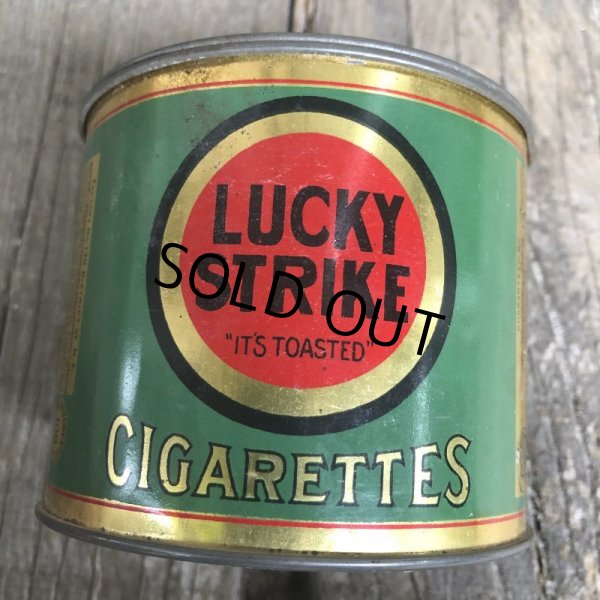 LUCKY
STRIKE
SOLD OUT
"IT'S TOASTED"
CIGARETTES